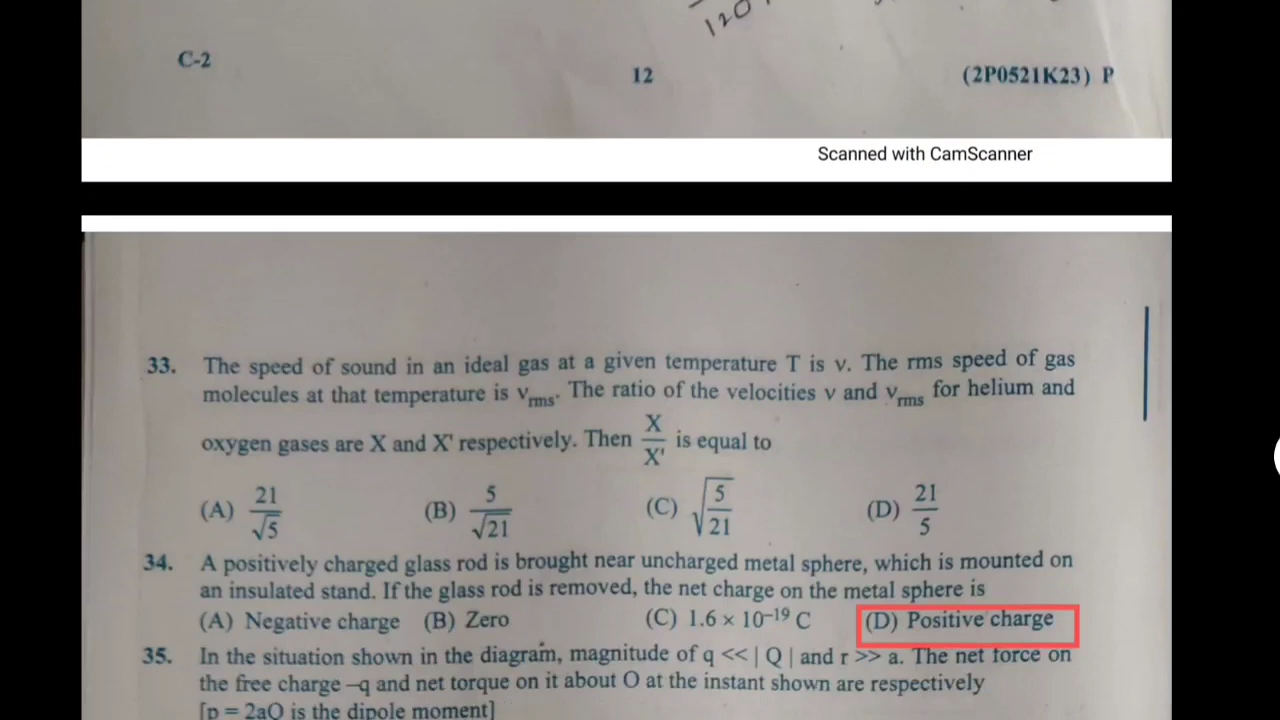 120
C-2
12
(2P0521K23) P
Scanned with CamScanner
33. The speed of sound in an ideal gas at a given temperature T is v. The rms speed of gas
molecules at that temperature is v_rms. The ratio of the velocities v and v_rms for helium and
oxygen gases are X and X' respectively. Then X/X' is equal to
(A) 21/√5 (B) 5/√21 (C) √(5/21) (D) 21/5
34. A positively charged glass rod is brought near uncharged metal sphere, which is mounted on
an insulated stand. If the glass rod is removed, the net charge on the metal sphere is
(A) Negative charge (B) Zero (C) 1.6 × 10⁻¹⁹ C (D) Positive charge
35. In the situation shown in the diagram, magnitude of q << | Q | and r >> a. The net force on
the free charge –q and net torque on it about O at the instant shown are respectively
[p = 2aQ is the dipole moment]